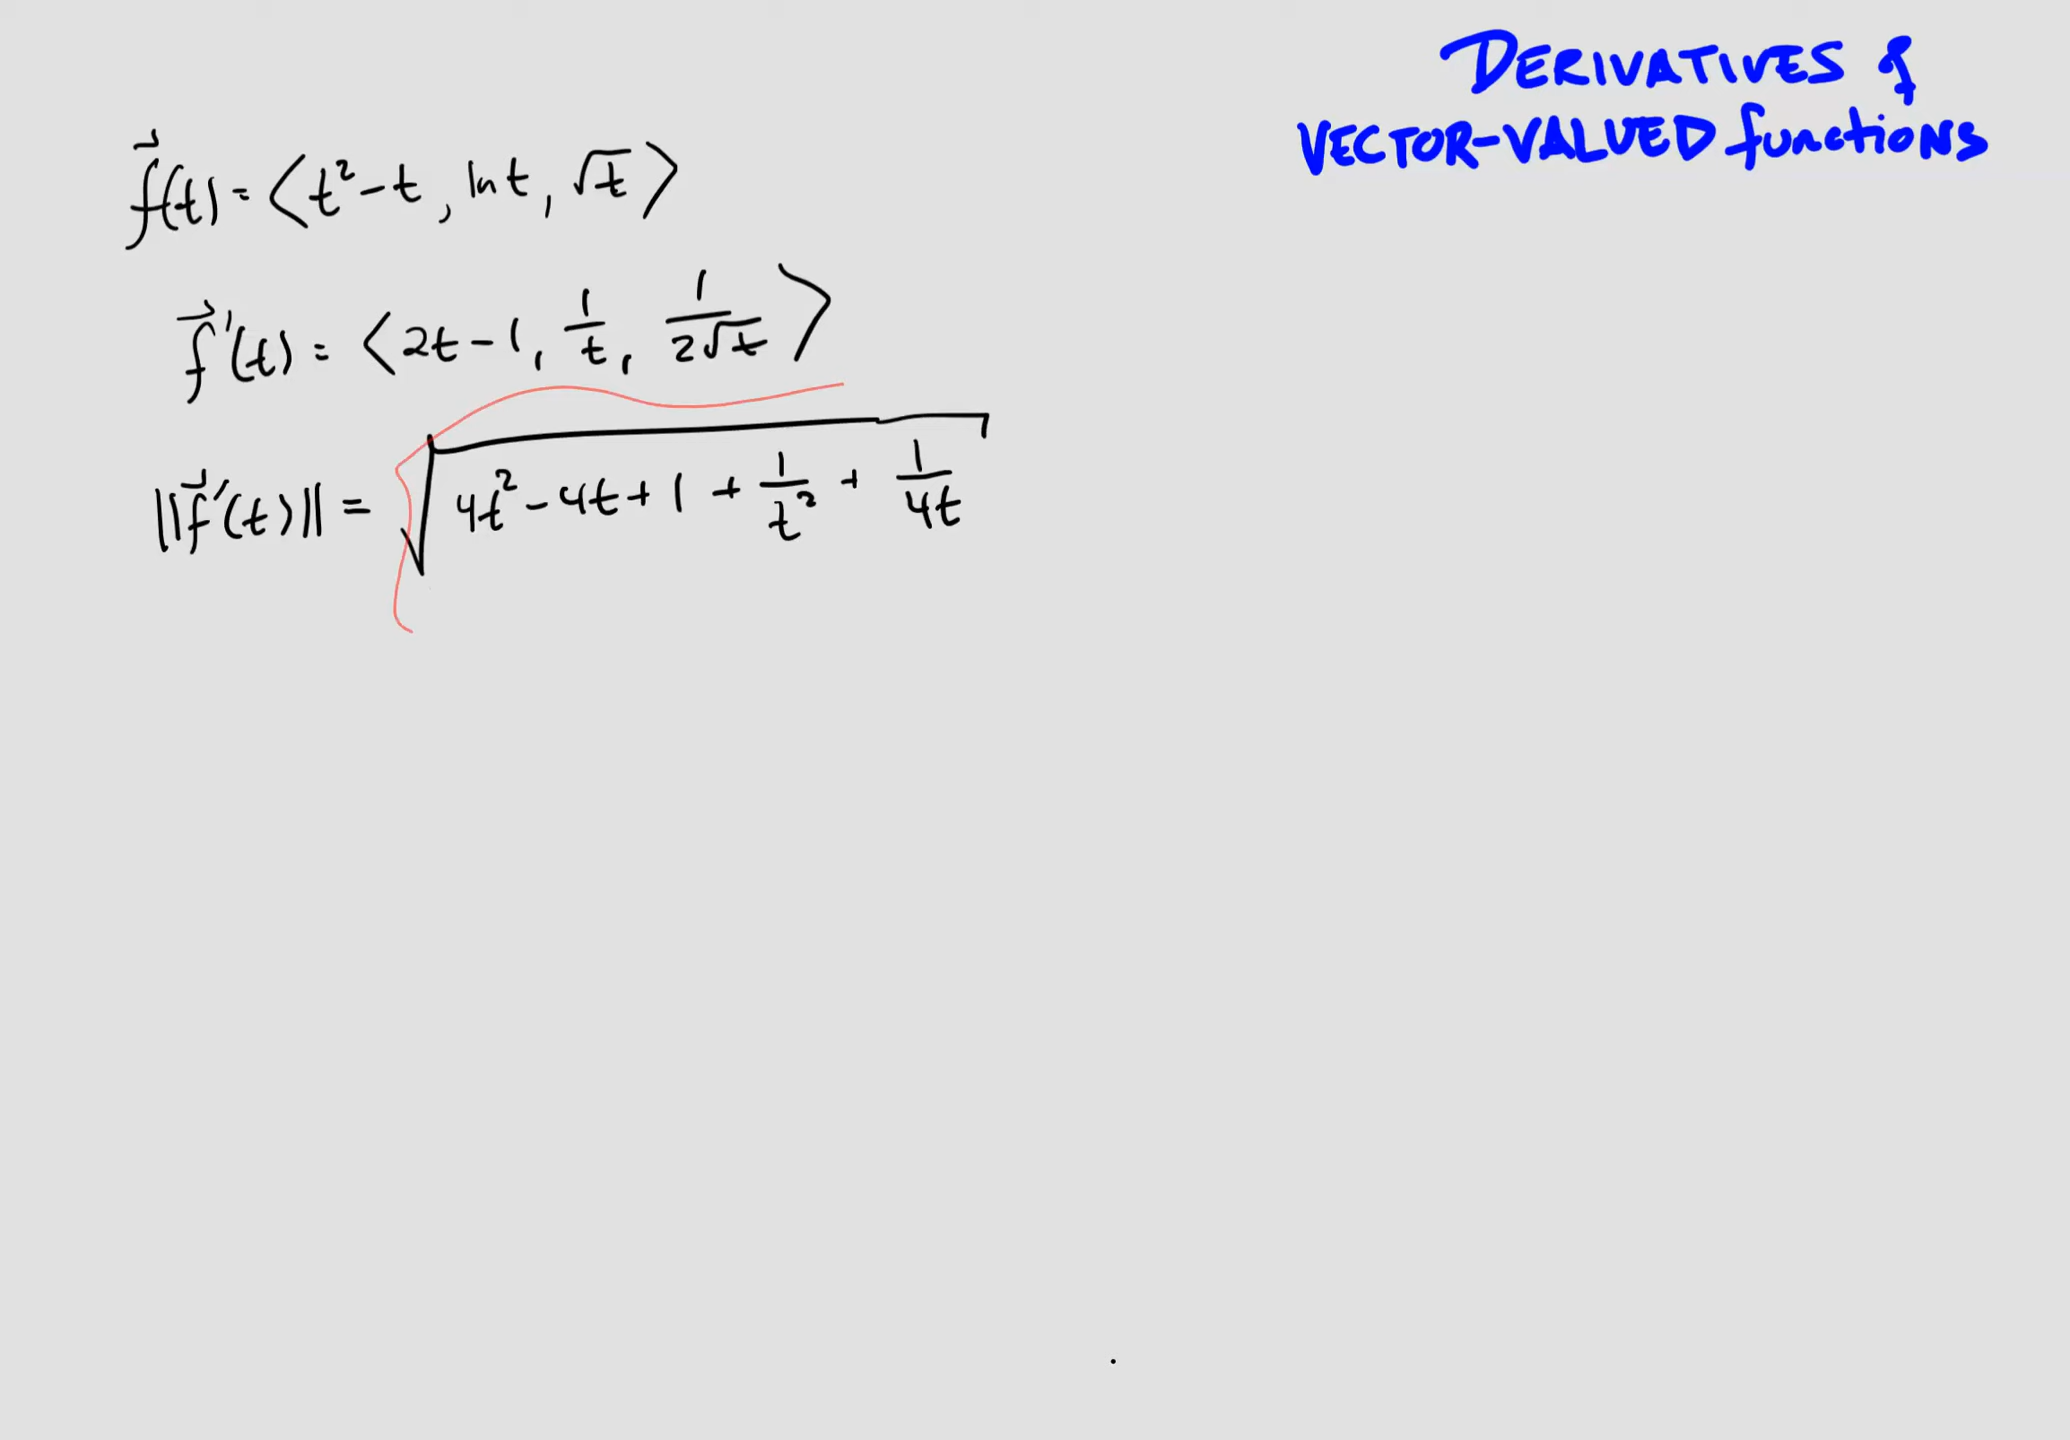 DERIVATIVES of
VECTOR-VALUED functions
f⃗(t) = ⟨t² - t, ln t, √t⟩
f⃗'(t) = ⟨2t - 1, 1/t, 1/(2√t)⟩
||f⃗'(t)|| = √(4t² - 4t + 1 + 1/t² + 1/(4t))